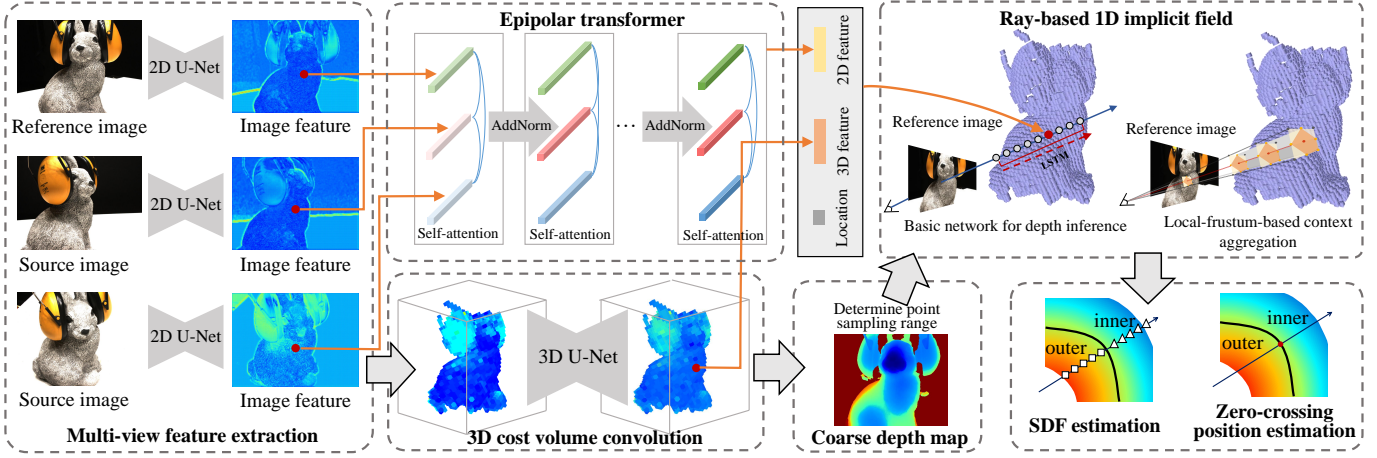 2D U-Net
Reference image
Image feature
2D U-Net
Source image
Image feature
2D U-Net
Source image
Image feature
Multi-view feature extraction
Epipolar transformer
AddNorm
...
AddNorm
Self-attention
Self-attention
Self-attention
3D U-Net
3D cost volume convolution
2D feature
3D feature
Location
Determine point
sampling range
Coarse depth map
Ray-based 1D implicit field
Reference image
LSTM
Basic network for depth inference
Reference image
Local-frustum-based context
aggregation
inner
outer
SDF estimation
inner
outer
Zero-crossing
position estimation